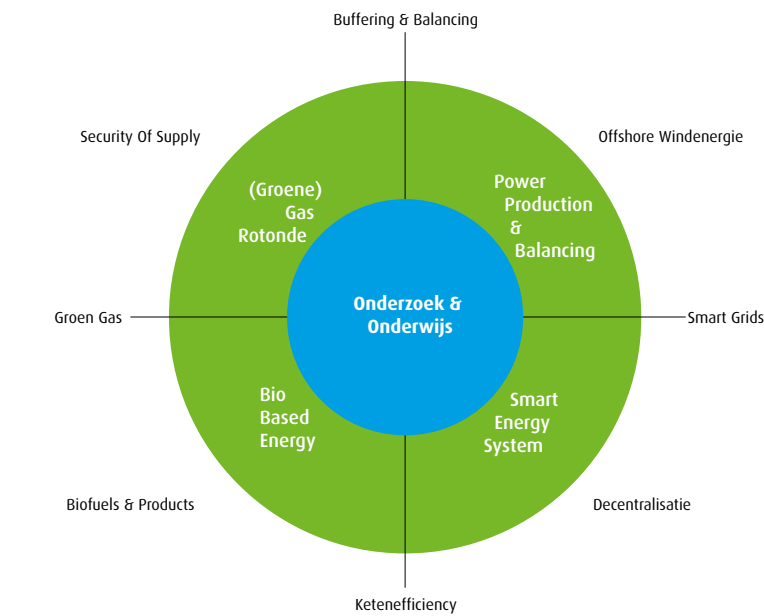 Buffering & Balancing
Security Of Supply
Offshore Windenergie
(Groene)
Gas
Rotonde
Power
Production
&
Balancing
Onderzoek &
Onderwijs
Groen Gas
Smart Grids
Bio
Based
Energy
Smart
Energy
System
Biofuels & Products
Decentralisatie
Ketenefficiency